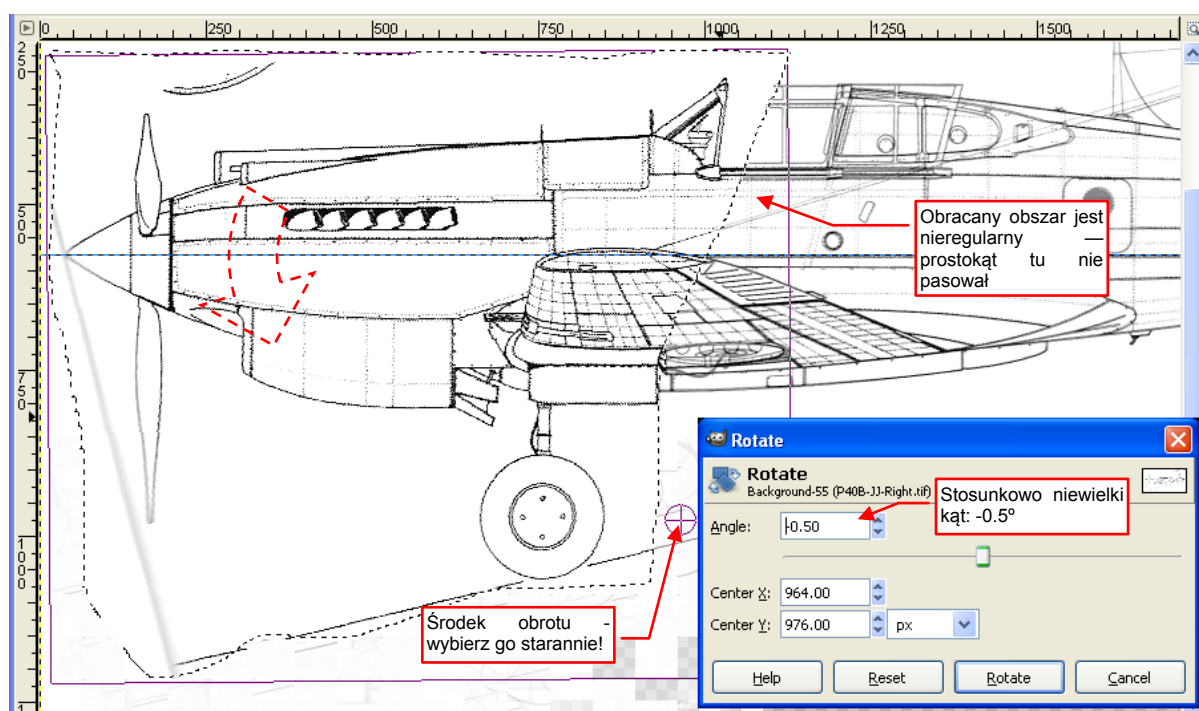 0
250
500
750
1000
1250
1500
250
500
750
1000
1
Obracany obszar jest
nieregularny —
prostokąt tu nie
pasował
Rotate
Rotate
Background-55 (P40B-JJ-Right.tif)
Stosunkowo niewielki
kąt: -0.5º
Angle:
-0.50
Center X:
964.00
Center Y:
976.00
px
Środek obrotu -
wybierz go starannie!
Help
Reset
Rotate
Cancel